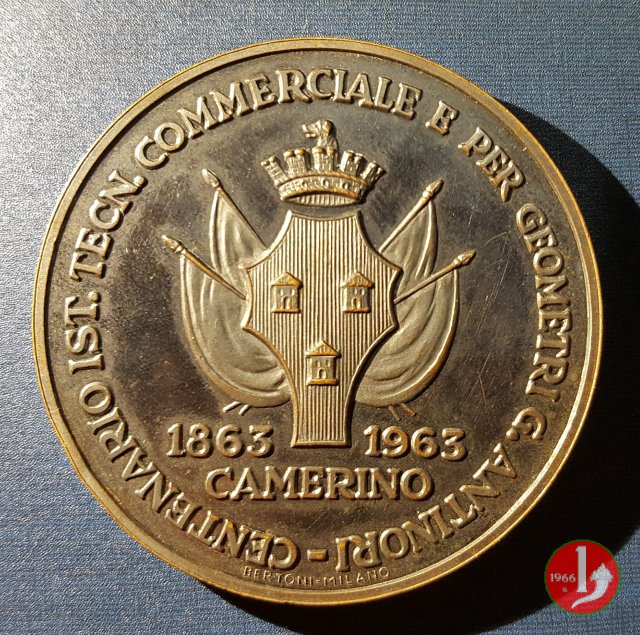 CENTENARIO IST. TECN. COMMERCIALE E PER GEOMETRI G. ANTINORI -
1863 1963
CAMERINO
BERTONI-MILANO
1966